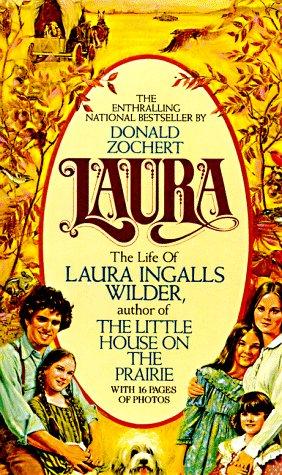 THE
ENTHRALLING
NATIONAL BESTSELLER BY
DONALD
ZOCHERT
LAURA
The Life Of
LAURA INGALLS
WILDER,
author of
THE LITTLE
HOUSE ON
THE
PRAIRIE
WITH 16 PAGES
OF PHOTOS